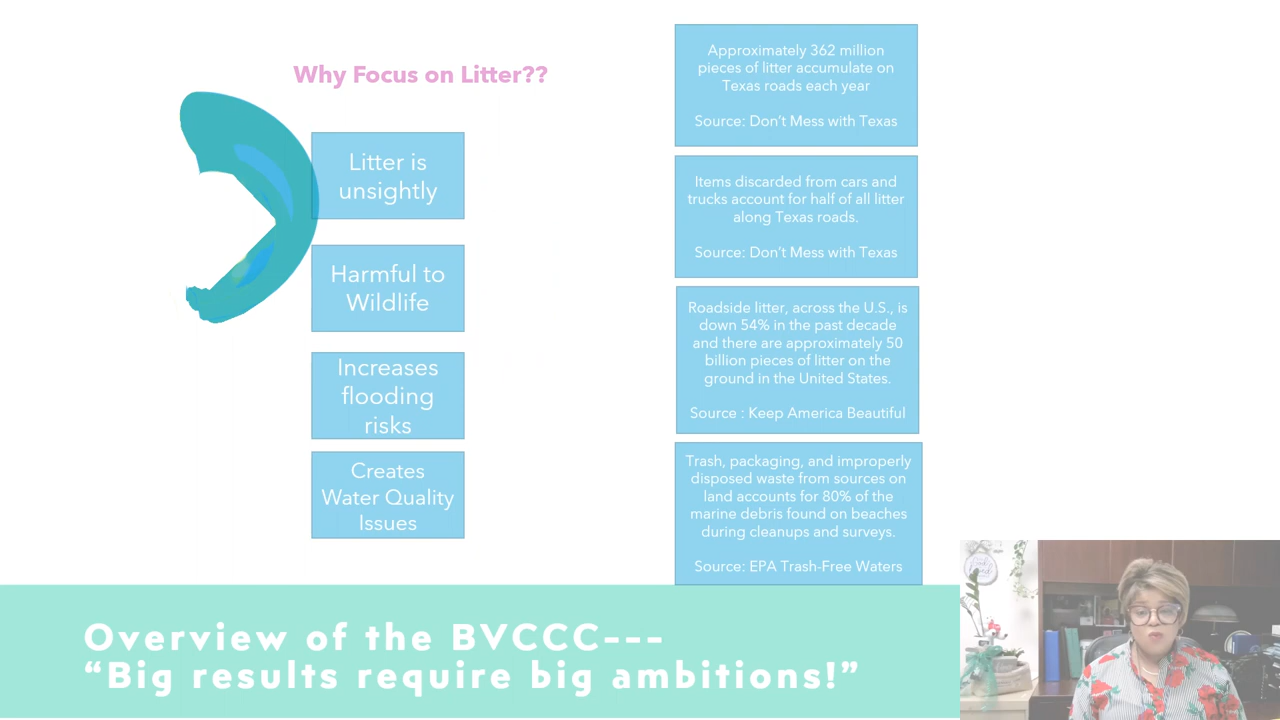 Why Focus on Litter??
Litter is
unsightly
Harmful to
Wildlife
Increases
flooding
risks
Creates
Water Quality
Issues
Approximately 362 million
pieces of litter accumulate on
Texas roads each year
Source: Don't Mess with Texas
Items discarded from cars and
trucks account for half of all litter
along Texas roads.
Source: Don't Mess with Texas
Roadside litter, across the U.S., is
down 54% in the past decade
and there are approximately 50
billion pieces of litter on the
ground in the United States.
Source : Keep America Beautiful
Trash, packaging, and improperly
disposed waste from sources on
land accounts for 80% of the
marine debris found on beaches
during cleanups and surveys.
Source: EPA Trash-Free Waters
Overview of the BVCCC---
“Big results require big ambitions!”